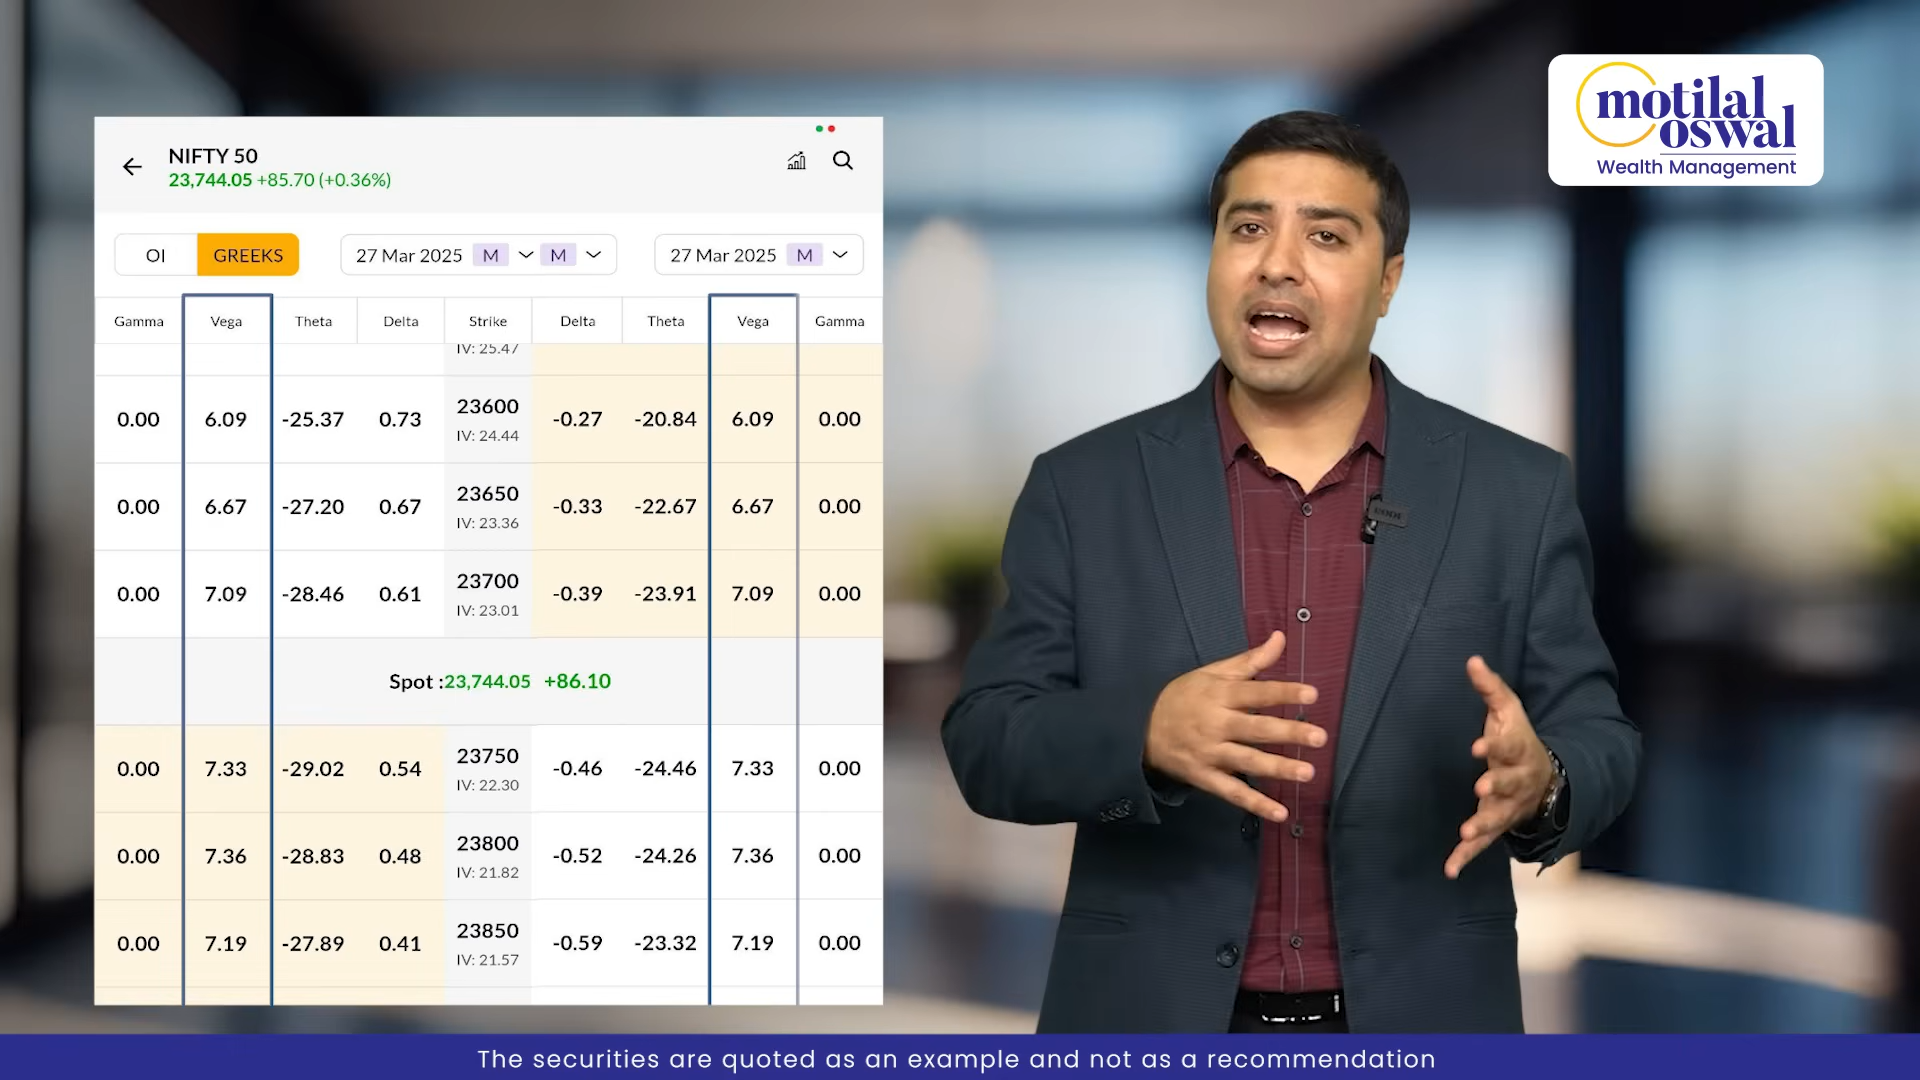 motilal
oswal
Wealth Management
NIFTY 50
23,744.05 +85.70 (+0.36%)
OI GREEKS 27 Mar 2025 M M 27 Mar 2025 M
Gamma Vega Theta Delta Strike Delta Theta Vega Gamma
IV: 25.47
0.00 6.09 -25.37 0.73 23600 -0.27 -20.84 6.09 0.00
IV: 24.44
0.00 6.67 -27.20 0.67 23650 -0.33 -22.67 6.67 0.00
IV: 23.36
0.00 7.09 -28.46 0.61 23700 -0.39 -23.91 7.09 0.00
IV: 23.01
Spot :23,744.05 +86.10
0.00 7.33 -29.02 0.54 23750 -0.46 -24.46 7.33 0.00
IV: 22.30
0.00 7.36 -28.83 0.48 23800 -0.52 -24.26 7.36 0.00
IV: 21.82
0.00 7.19 -27.89 0.41 23850 -0.59 -23.32 7.19 0.00
IV: 21.57
The securities are quoted as an example and not as a recommendation